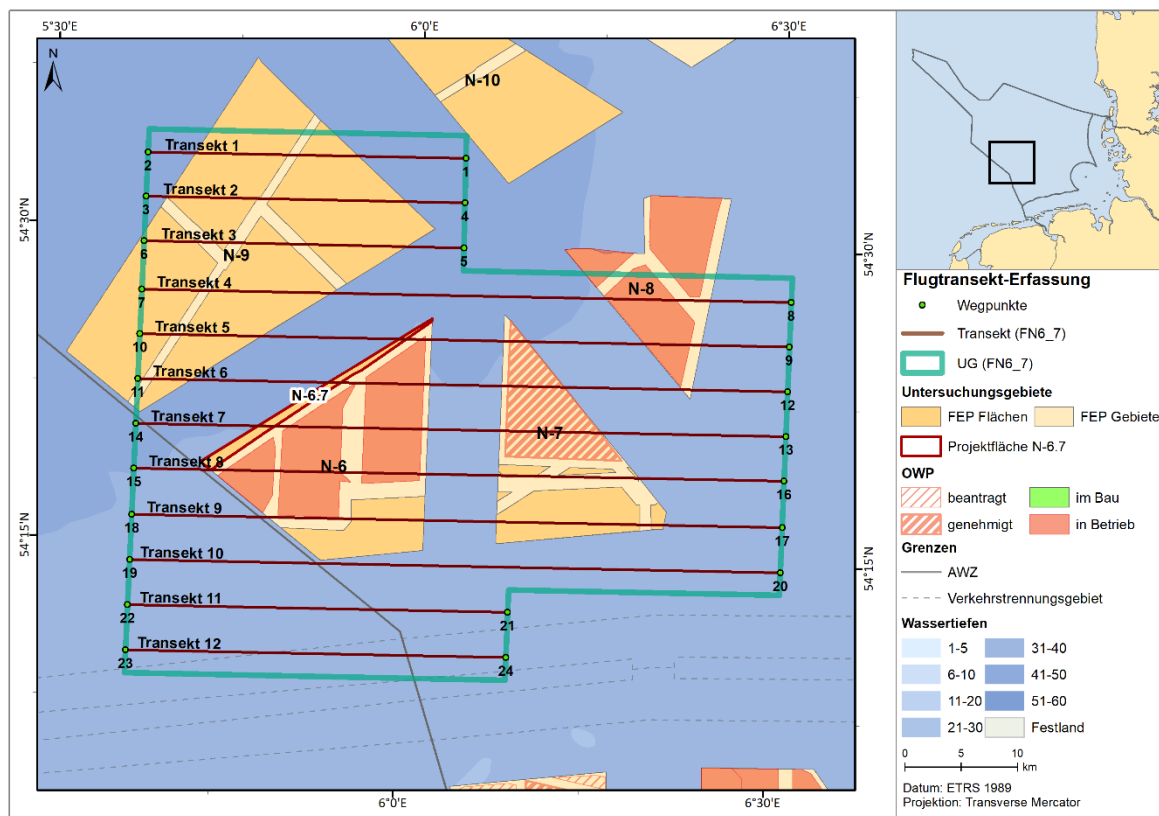 5°30'E
6°0'E
6°30'E
N
N-10
Transekt 1
2
1
Transekt 2
3
4
54°30'N
Transekt 3
6
5
N-9
54°30'N
Transekt 4
7
8
N-8
Transekt 5
10
9
Transekt 6
11
12
N-6.7
Transekt 7
14
13
N-7
Transekt 8
15
16
N-6
Transekt 9
18
17
54°15'N
Transekt 10
19
20
54°15'N
Transekt 11
22
21
Transekt 12
23
24
6°0'E
6°30'E
Flugtransekt-Erfassung
Wegpunkte
Transekt (FN6_7)
UG (FN6_7)
Untersuchungsgebiete
FEP Flächen
FEP Gebiete
Projektfläche N-6.7
OWP
beantragt
im Bau
genehmigt
in Betrieb
Grenzen
AWZ
Verkehrstrennungsgebiet
Wassertiefen
1-5
31-40
6-10
41-50
11-20
51-60
21-30
Festland
0 5 10
km
Datum: ETRS 1989
Projektion: Transverse Mercator